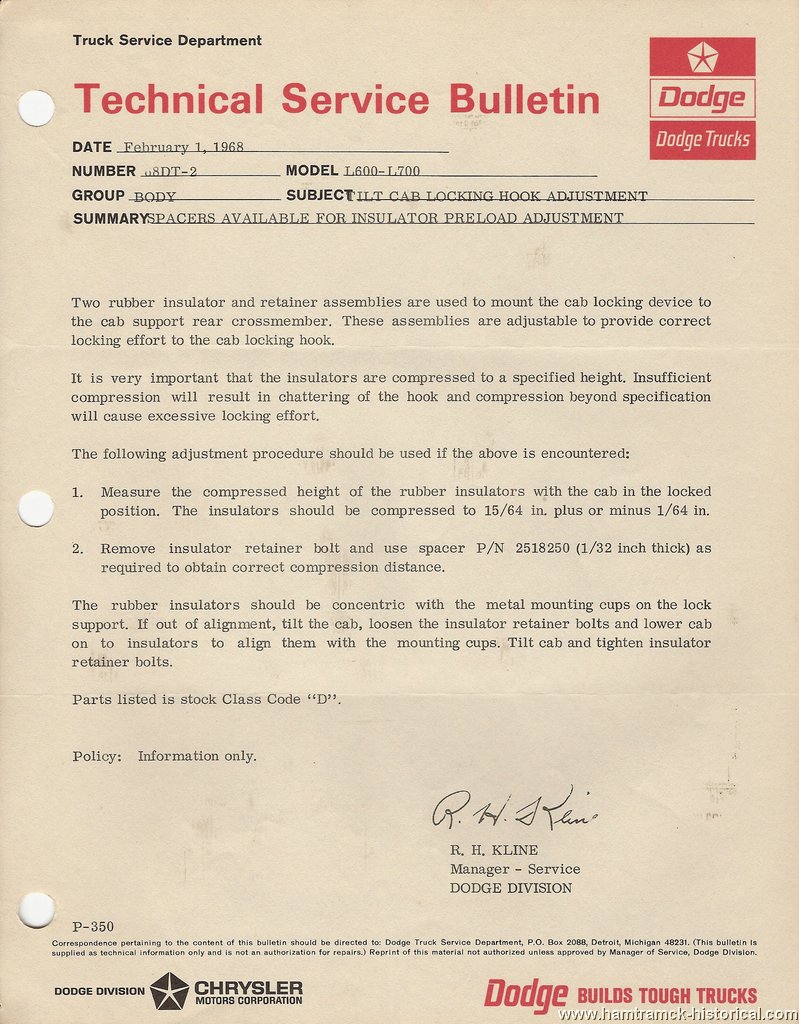 Truck Service Department
Technical Service Bulletin
Dodge
Dodge Trucks
DATE February 1, 1968
NUMBER 68DT-2 MODEL L600-L700
GROUP BODY SUBJECT TILT CAB LOCKING HOOK ADJUSTMENT
SUMMARY SPACERS AVAILABLE FOR INSULATOR PRELOAD ADJUSTMENT
Two rubber insulator and retainer assemblies are used to mount the cab locking device to
the cab support rear crossmember. These assemblies are adjustable to provide correct
locking effort to the cab locking hook.
It is very important that the insulators are compressed to a specified height. Insufficient
compression will result in chattering of the hook and compression beyond specification
will cause excessive locking effort.
The following adjustment procedure should be used if the above is encountered:
1. Measure the compressed height of the rubber insulators with the cab in the locked
position. The insulators should be compressed to 15/64 in. plus or minus 1/64 in.
2. Remove insulator retainer bolt and use spacer P/N 2518250 (1/32 inch thick) as
required to obtain correct compression distance.
The rubber insulators should be concentric with the metal mounting cups on the lock
support. If out of alignment, tilt the cab, loosen the insulator retainer bolts and lower cab
on to insulators to align them with the mounting cups. Tilt cab and tighten insulator
retainer bolts.
Parts listed is stock Class Code “D”.
Policy: Information only.
R. H. Kline
R. H. KLINE
Manager - Service
DODGE DIVISION
P-350
Correspondence pertaining to the content of this bulletin should be directed to: Dodge Truck Service Department, P.O. Box 2088, Detroit, Michigan 48231. (This bulletin is
supplied as technical information only and is not an authorization for repairs.) Reprint of this material not authorized unless approved by Manager of Service, Dodge Division.
DODGE DIVISION CHRYSLER
MOTORS CORPORATION
Dodge BUILDS TOUGH TRUCKS
www.hamtramck-historical.com